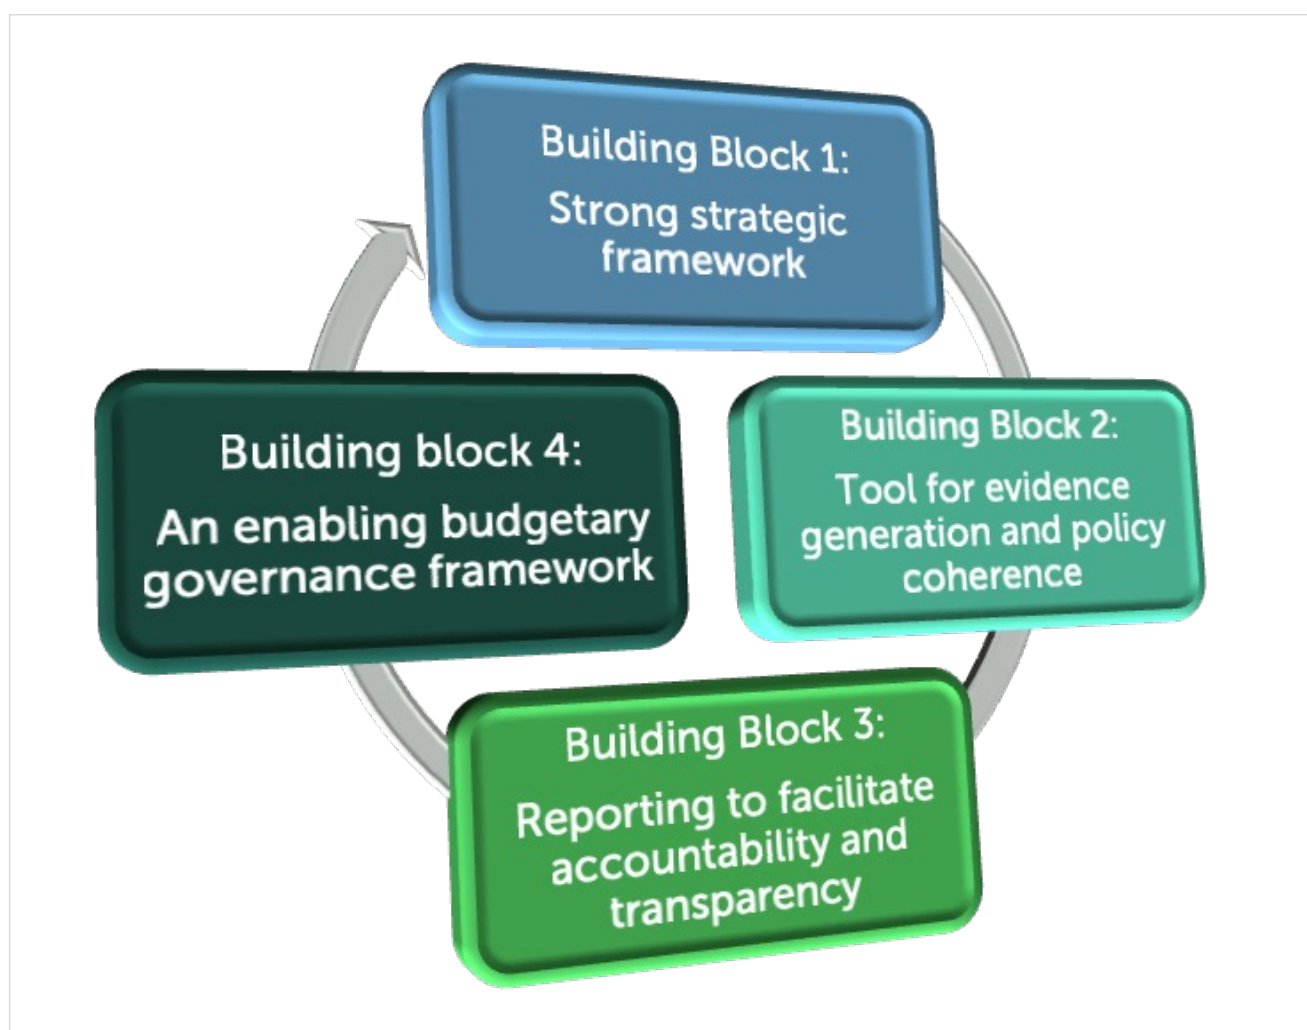 Building Block 1:
Strong strategic
framework
Building Block 2:
Tool for evidence
generation and policy
coherence
Building Block 3:
Reporting to facilitate
accountability and
transparency
Building block 4:
An enabling budgetary
governance framework